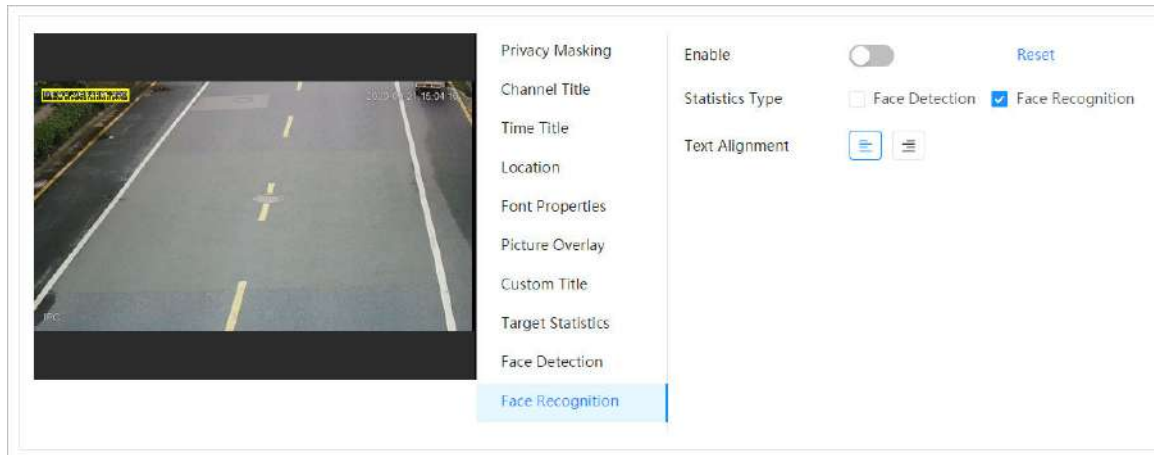 Privacy Masking
Channel Title
Time Title
Location
Font Properties
Picture Overlay
Custom Title
Target Statistics
Face Detection
Face Recognition
Enable
Reset
Statistics Type
Face Detection
Face Recognition
Text Alignment
IPC